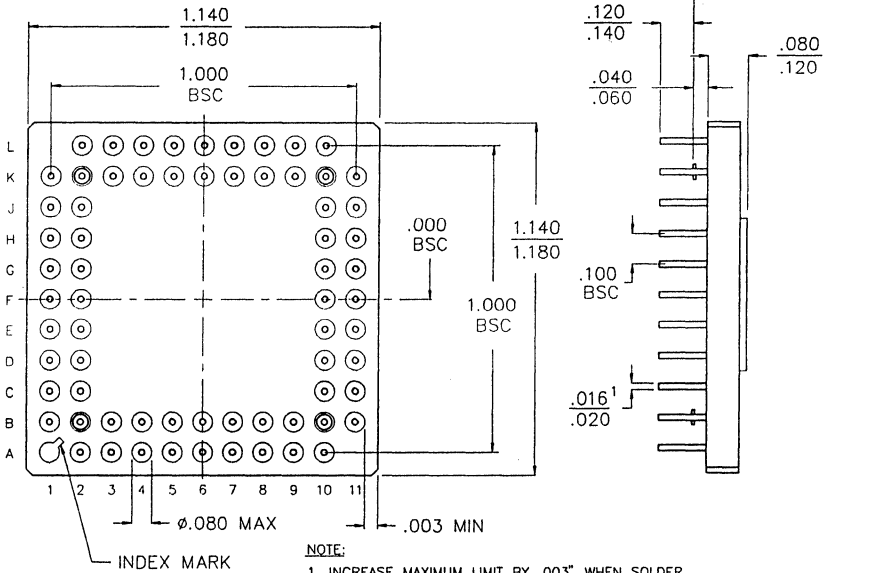 1.140
1.180
1.000
BSC
.120
.140
.080
.120
.040
.060
L
K
J
H
G
F
E
D
C
B
A
.000
BSC
1.140
1.180
1.000
BSC
.100
BSC
.016¹
.020
1 2 3 4 5 6 7 8 9 10 11
ø.080 MAX
.003 MIN
INDEX MARK
NOTE:
1. INCREASE MAXIMUM LIMIT BY .003" WHEN SOLDER